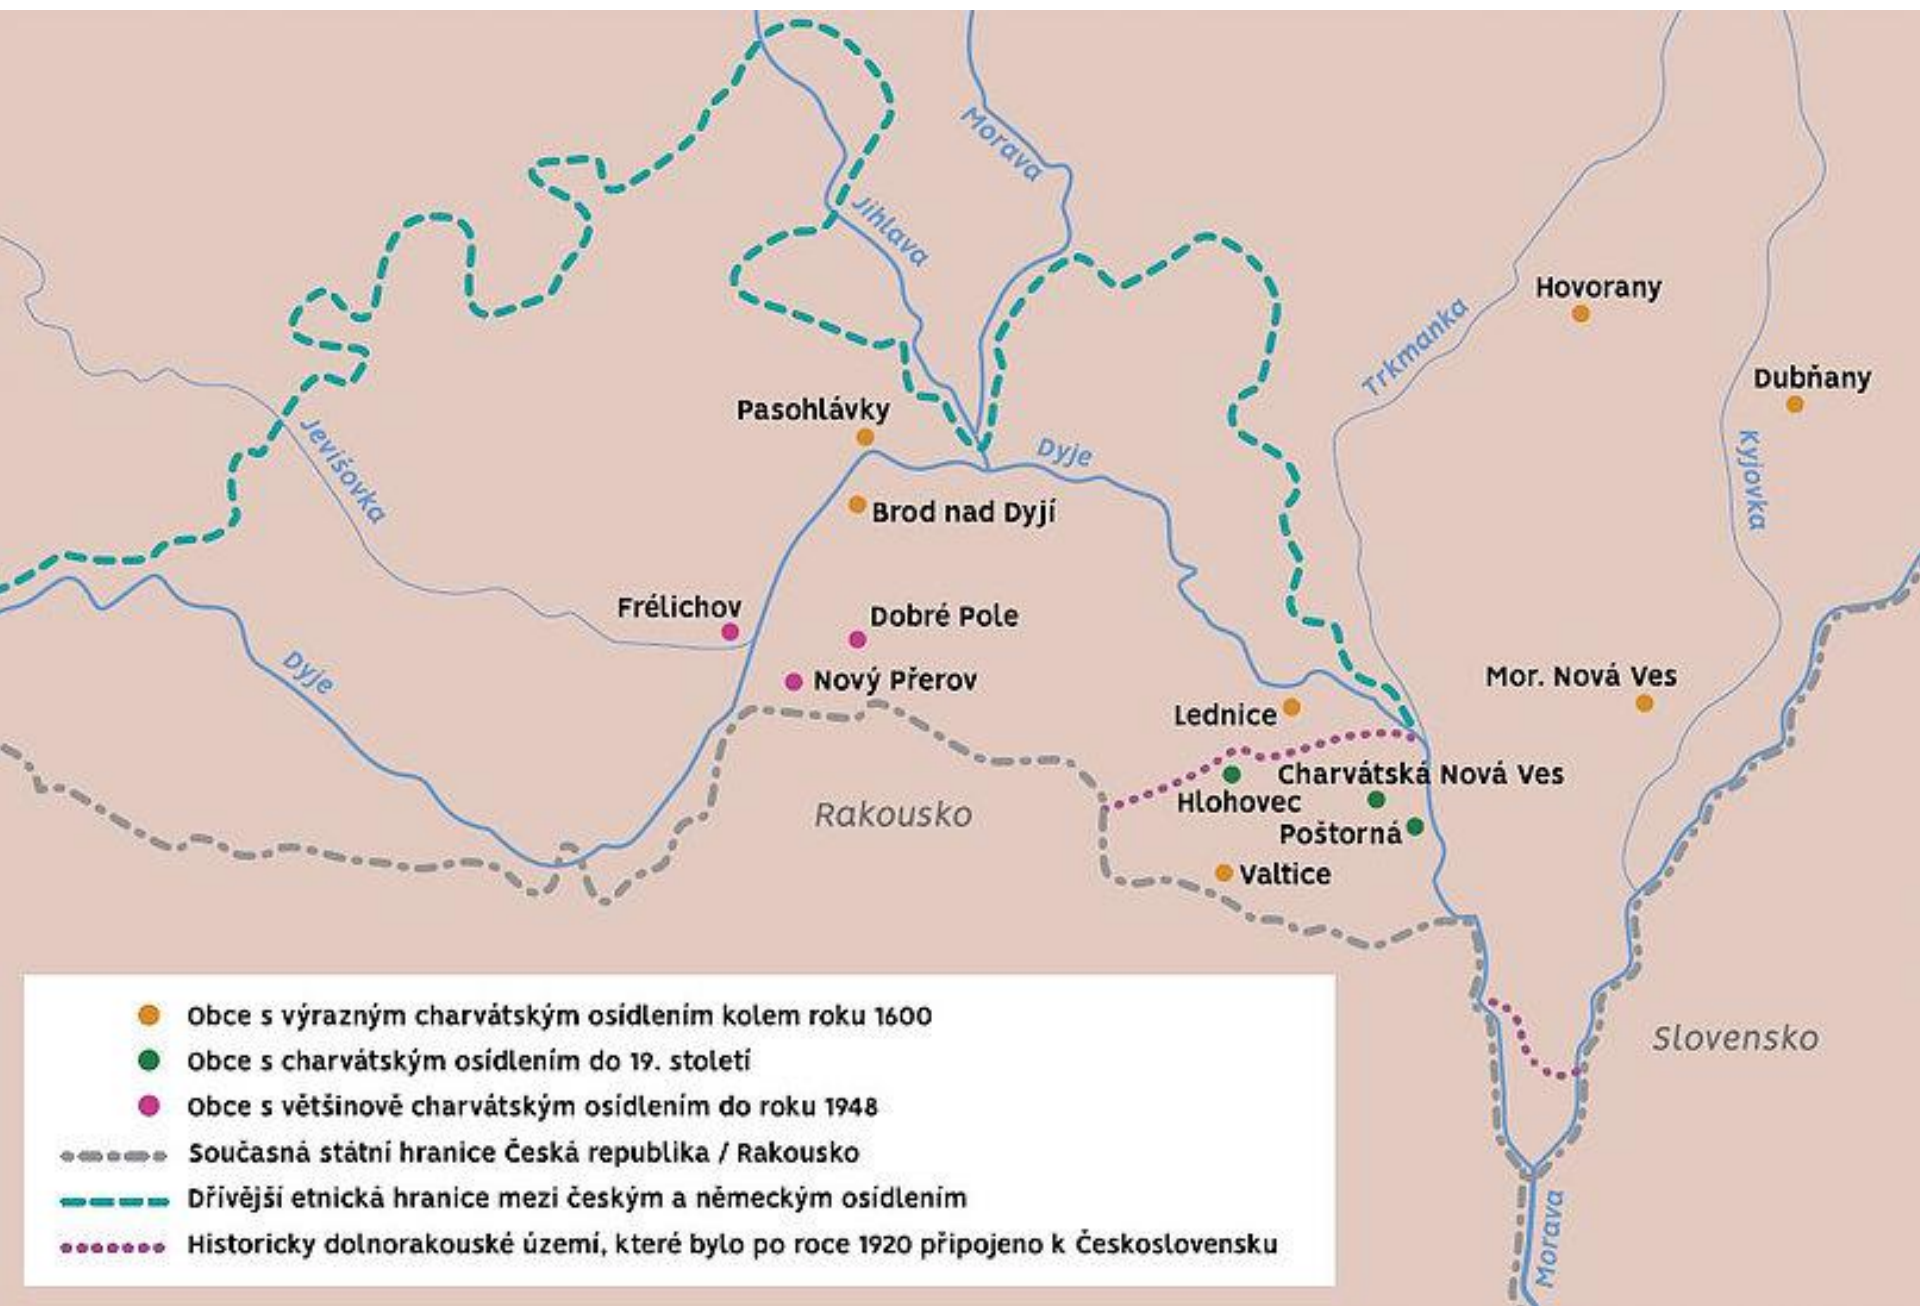 Morava
Jihlava
Hovorany
Trkmanka
Dubňany
Pasohlávky
Jevišovka
Dyje
Kyjovka
Brod nad Dyjí
Frélichov
Dobré Pole
Dyje
Nový Přerov
Mor. Nová Ves
Lednice
Charvátská Nová Ves
Hlohovec
Rakousko
Poštorná
Valtice
Slovensko
Morava
Obce s výrazným charvátským osídlením kolem roku 1600
Obce s charvátským osídlením do 19. století
Obce s většinově charvátským osídlením do roku 1948
Současná státní hranice Česká republika / Rakousko
Dřívější etnická hranice mezi českým a německým osídlením
Historicky dolnorakouské území, které bylo po roce 1920 připojeno k Československu